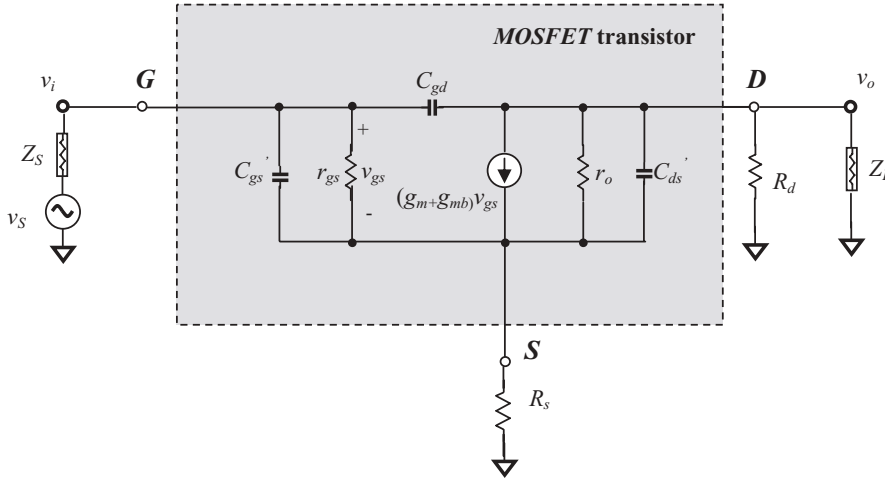 MOSFET transistor
v_i
G
C_gd
D
v_o
Z_S
C_gs'
r_gs
+
v_gs
-
(g_m+g_mb)v_gs
r_o
C_ds'
R_d
v_S
S
R_s